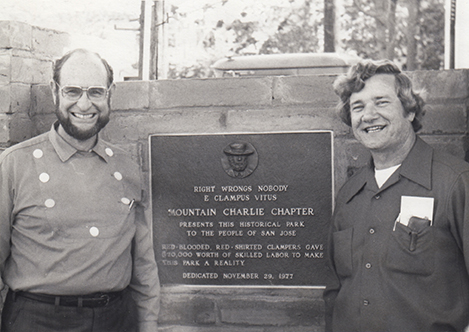 RIGHT WRONGS NOBODY
E CLAMPUS VITUS
MOUNTAIN CHARLIE CHAPTER
PRESENTS THIS HISTORICAL PARK
TO THE PEOPLE OF SAN JOSE
RED-BLOODED, RED-SHIRTED CLAMPERS GAVE
WORTH OF SKILLED LABOR TO MAKE
THIS PARK A REALITY
DEDICATED NOVEMBER 29, 1977